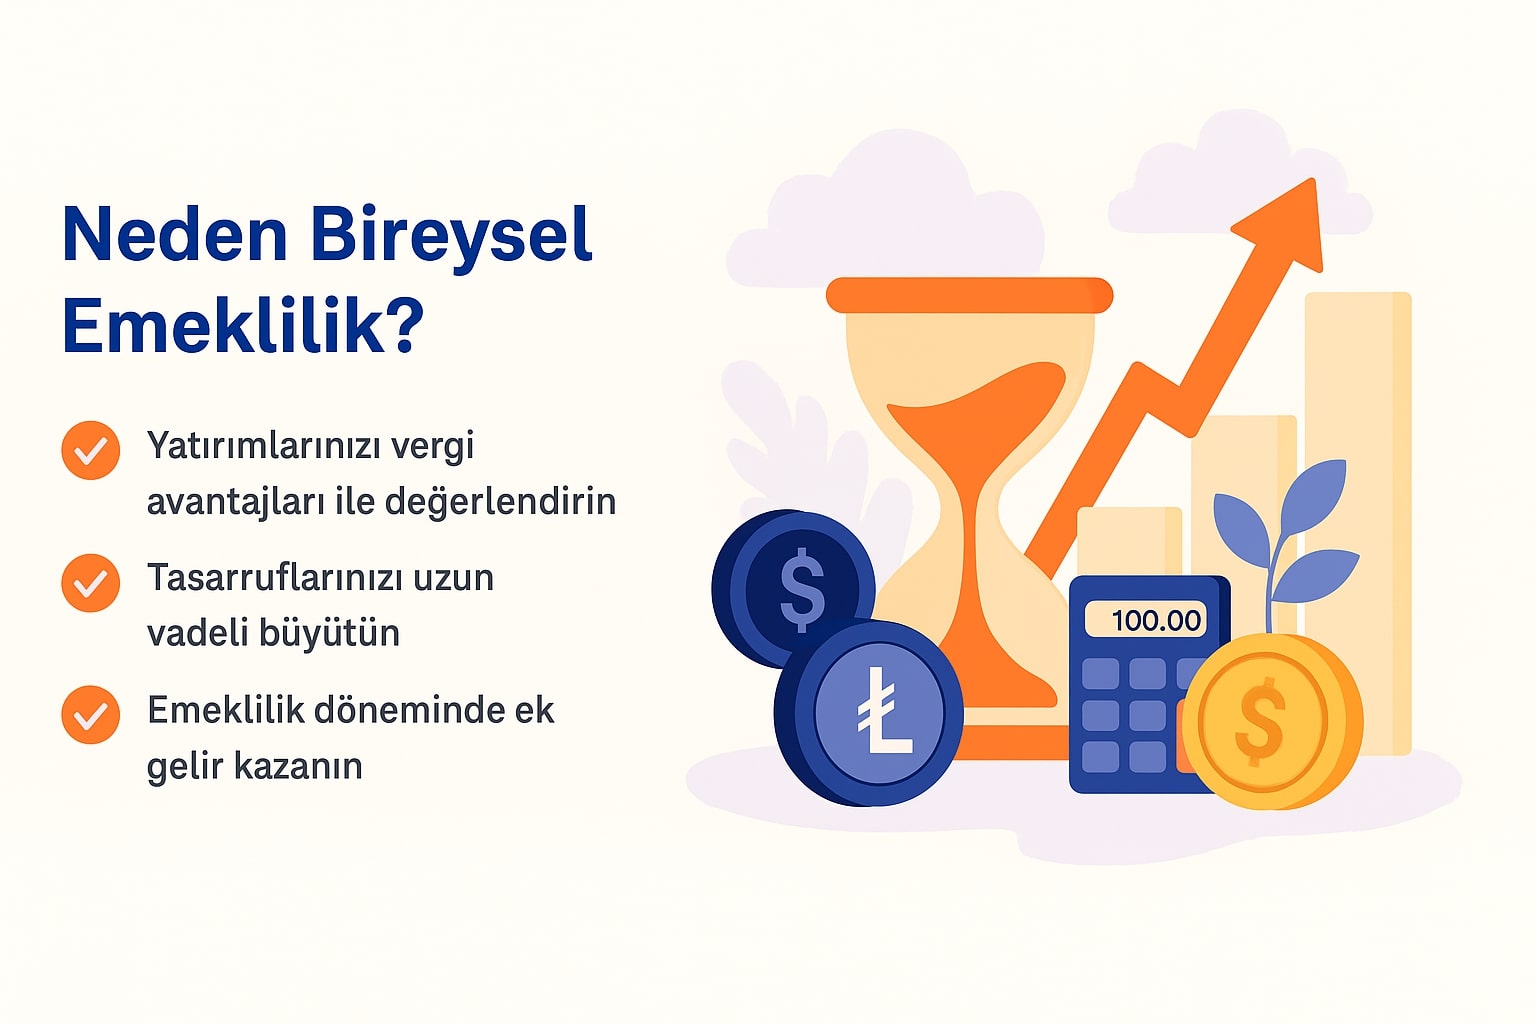 Neden Bireysel
Emeklilik?
Yatırımlarınızı vergi
avantajları ile değerlendirin
Tasarruflarınızı uzun
vadeli büyütün
Emeklilik döneminde ek
gelir kazanın
$
₺
100.00
$